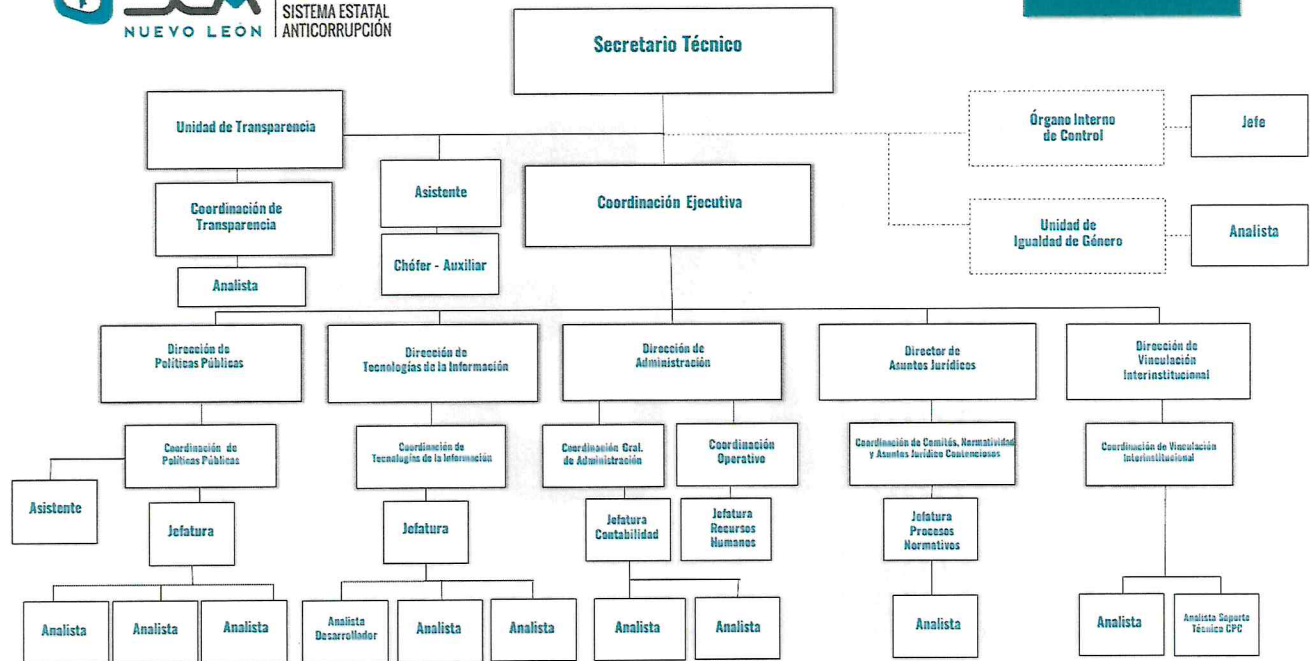 NUEVO LEÓN
SISTEMA ESTATAL
ANTICORRUPCIÓN
Secretario Técnico
Unidad de Transparencia
Órgano Interno
de Control
Jefe
Coordinación de
Transparencia
Asistente
Coordinación Ejecutiva
Unidad de
Igualdad de Género
Analista
Chófer - Auxiliar
Analista
Dirección de
Políticas Públicas
Dirección de
Tecnologías de la Información
Dirección de
Administración
Director de
Asuntos Jurídicos
Dirección de
Vinculación
Interinstitucional
Coordinación de
Políticas Públicas
Coordinación de
Tecnologías de la Información
Coordinación Gral.
de Administración
Coordinación
Operativo
Coordinación de Comités, Normatividad
y Asuntos Jurídico Contenciosos
Coordinación de Vinculación
Interinstitucional
Asistente
Jefatura
Jefatura
Jefatura
Contabilidad
Jefatura
Recursos
Humanos
Jefatura
Procesos
Normativos
Analista
Analista
Analista
Analista
Desarrollador
Analista
Analista
Analista
Analista
Analista
Analista
Analista Soporte
Técnico CPC